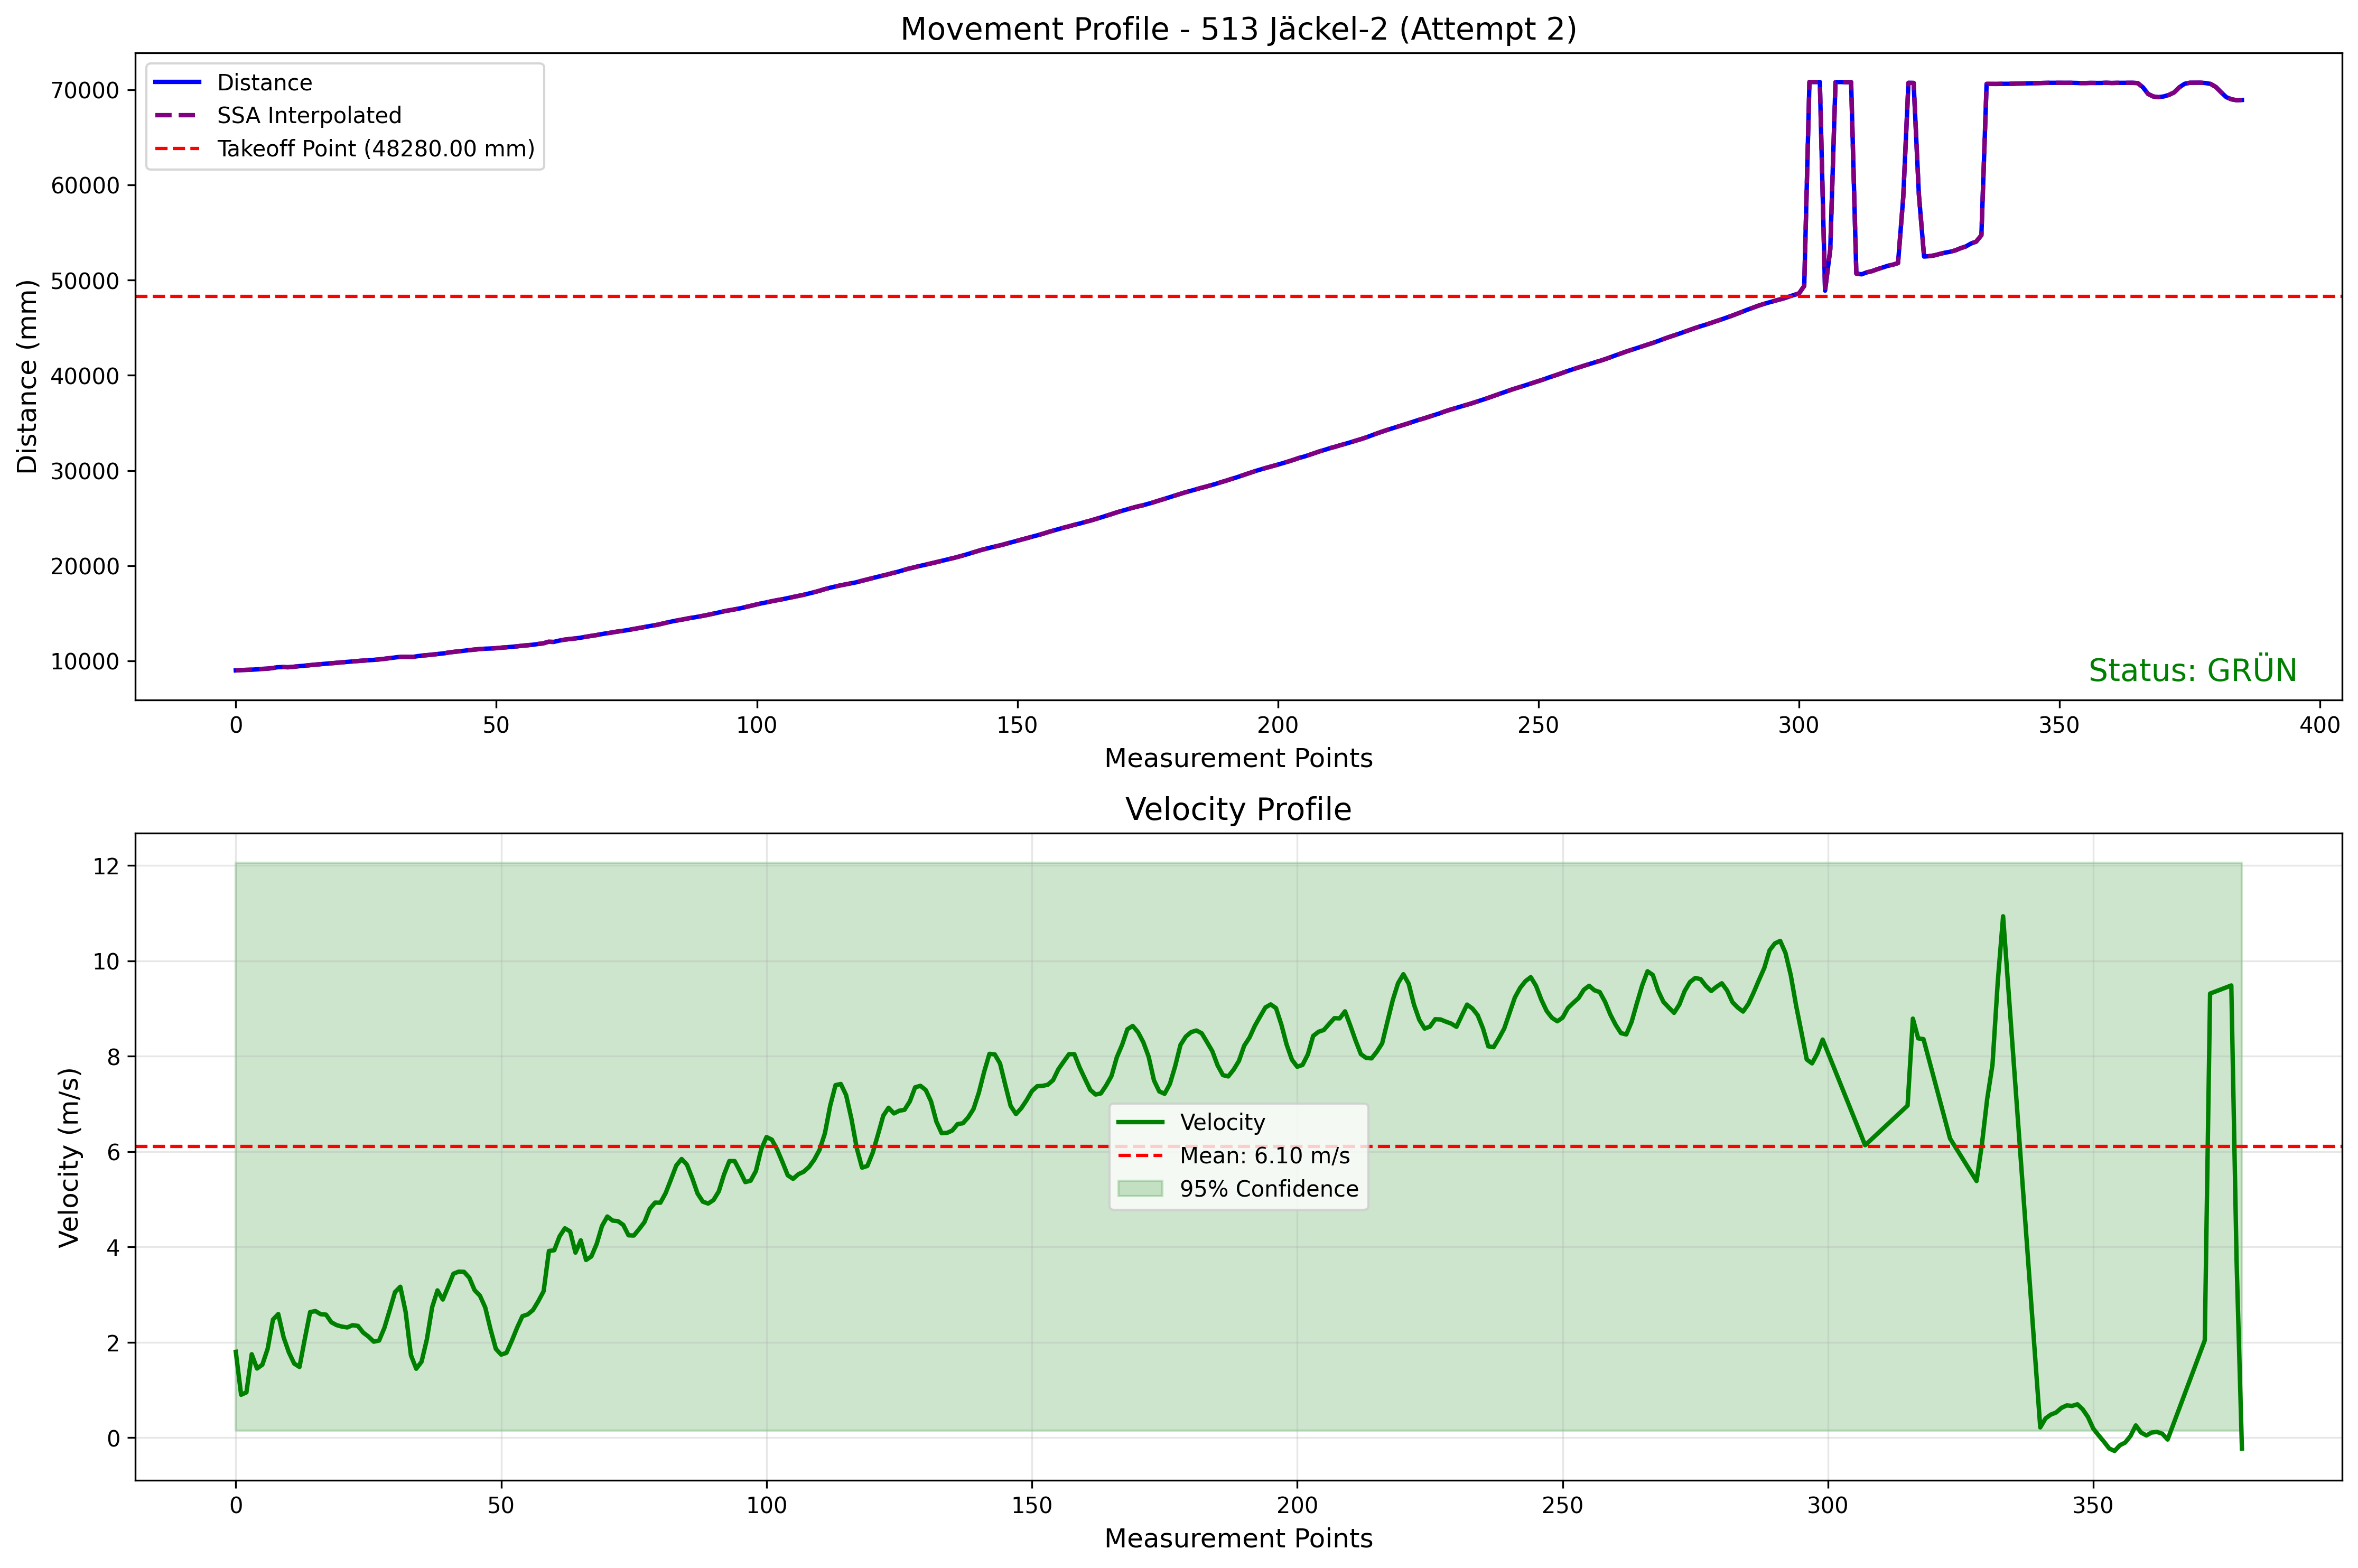 Movement Profile - 513 Jäckel-2 (Attempt 2)
Distance
SSA Interpolated
Takeoff Point (48280.00 mm)
Distance (mm)
70000
60000
50000
40000
30000
20000
10000
Status: GRÜN
0 50 100 150 200 250 300 350 400
Measurement Points
Velocity Profile
Velocity (m/s)
12
10
8
6
4
2
0
Velocity
Mean: 6.10 m/s
95% Confidence
0 50 100 150 200 250 300 350
Measurement Points